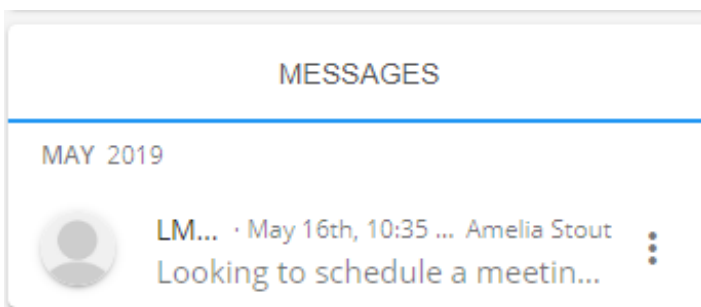 MESSAGES
MAY 2019
LM... · May 16th, 10:35 ... Amelia Stout
Looking to schedule a meetin...